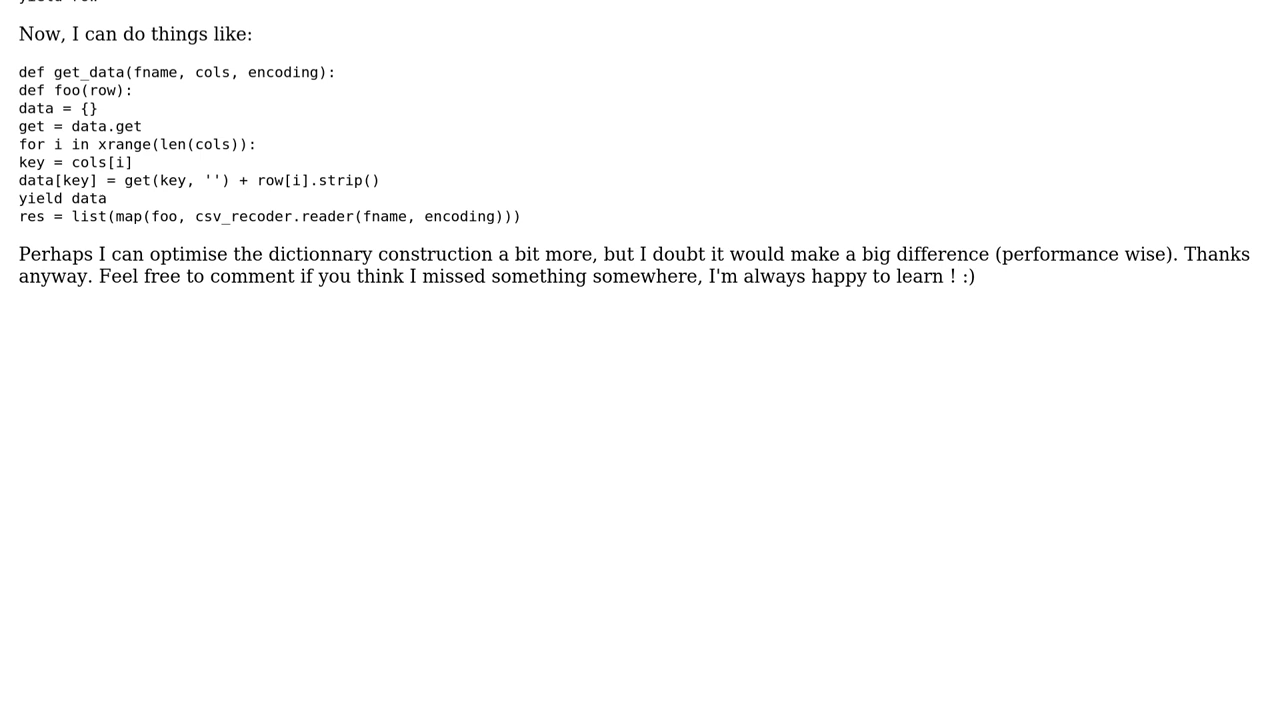 Now, I can do things like:
def get_data(fname, cols, encoding):
def foo(row):
data = {}
get = data.get
for i in xrange(len(cols)):
key = cols[i]
data[key] = get(key, '') + row[i].strip()
yield data
res = list(map(foo, csv_recoder.reader(fname, encoding)))
Perhaps I can optimise the dictionnary construction a bit more, but I doubt it would make a big difference (performance wise). Thanks
anyway. Feel free to comment if you think I missed something somewhere, I'm always happy to learn ! :)